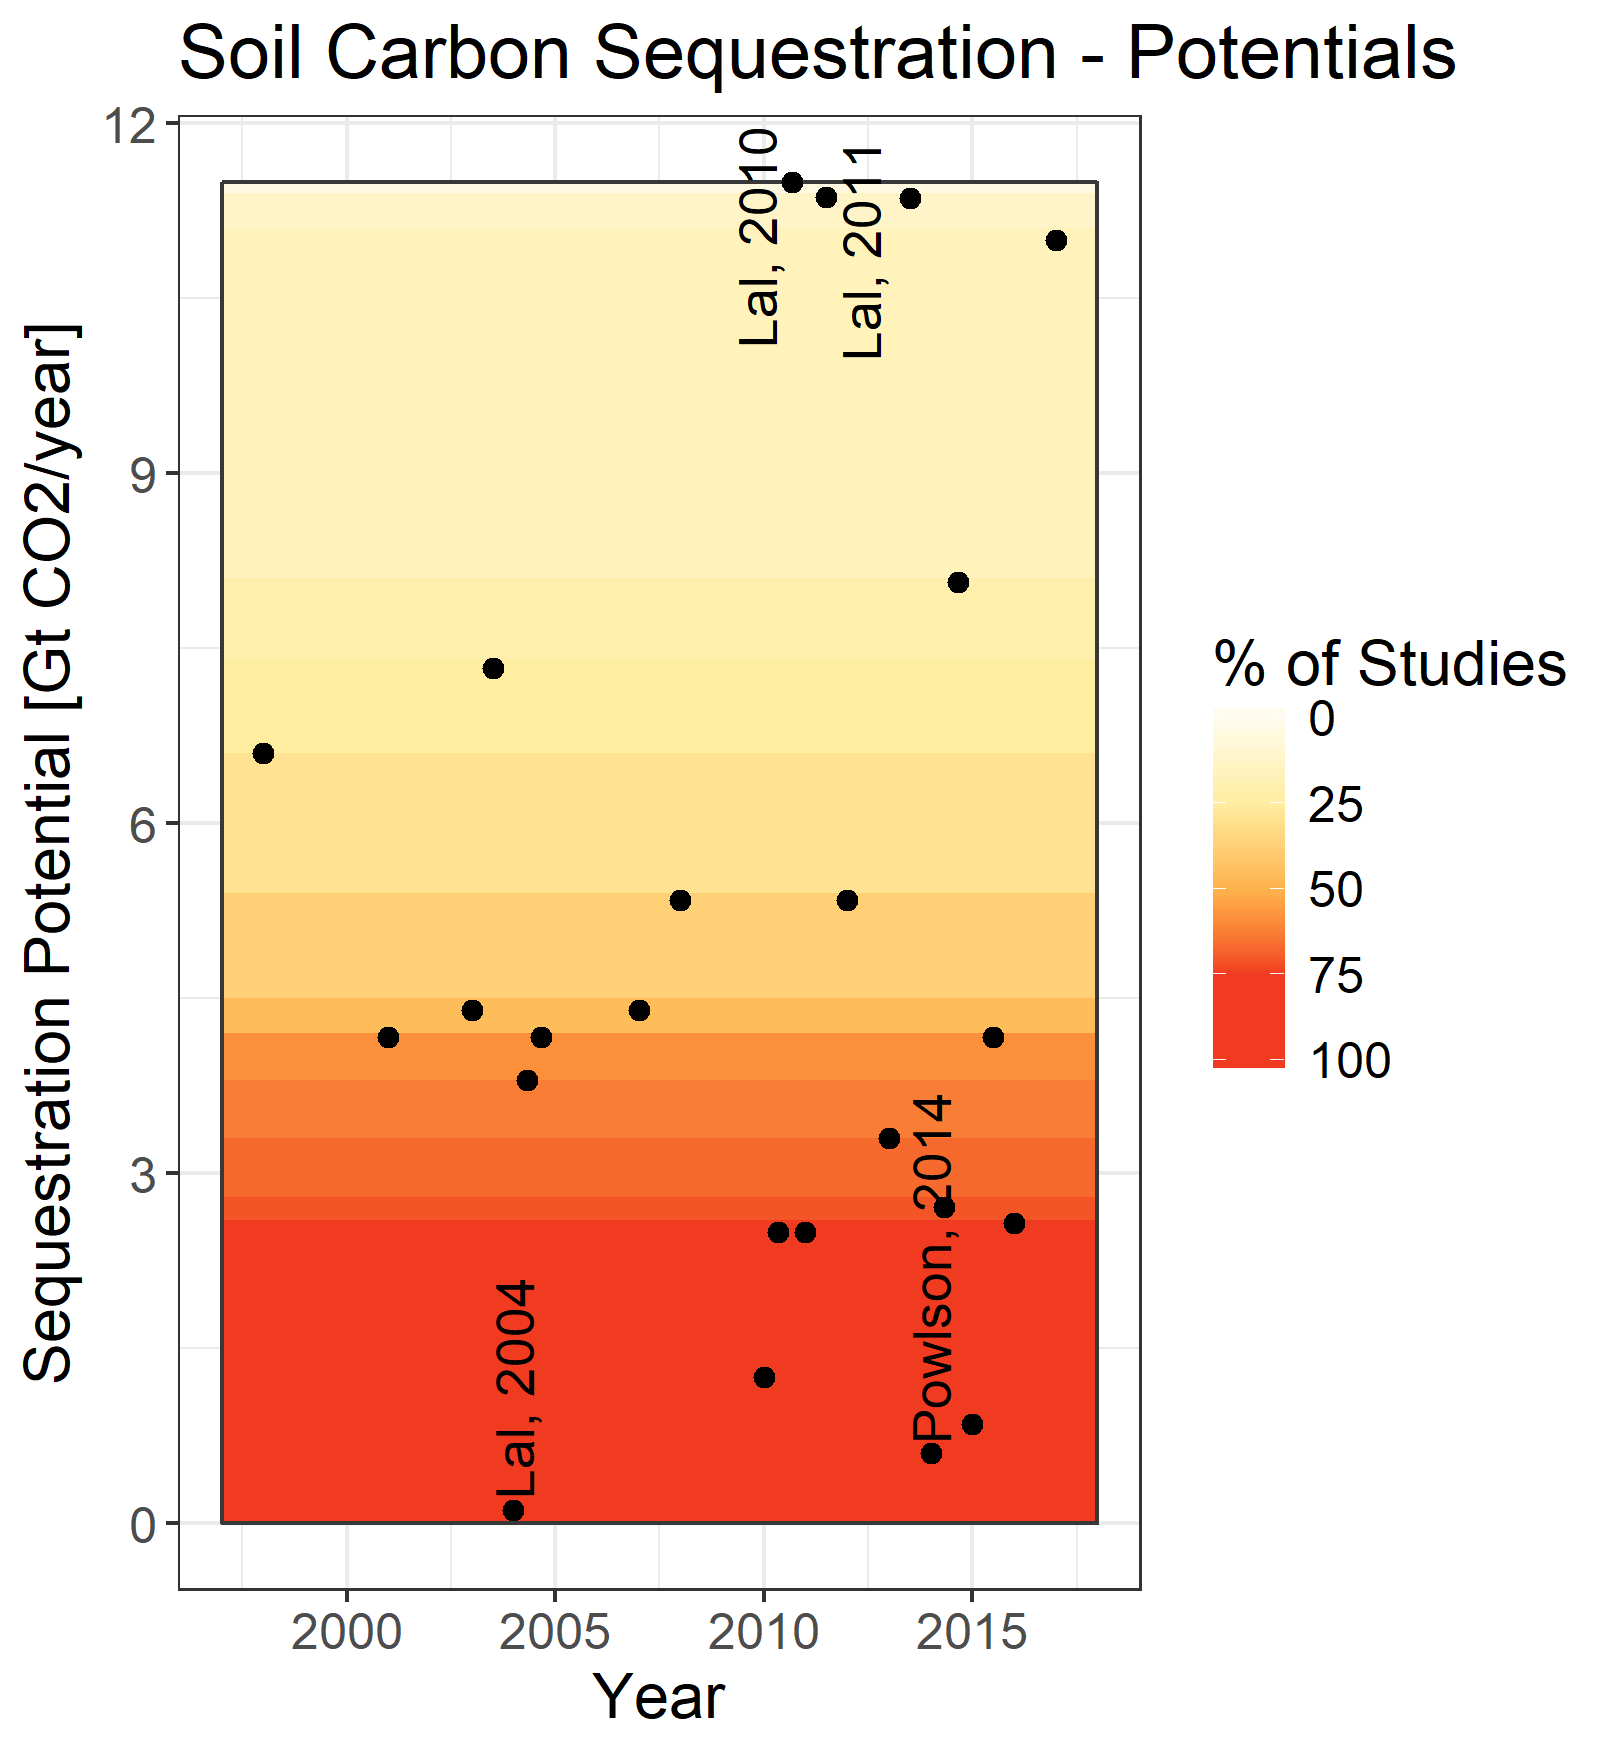 Soil Carbon Sequestration - Potentials
Sequestration Potential [Gt CO2/year]
12
9
6
3
0
Lal, 2010
Lal, 2011
Lal, 2004
Powlson, 2014
2000
2005
2010
2015
Year
% of Studies
0
25
50
75
100